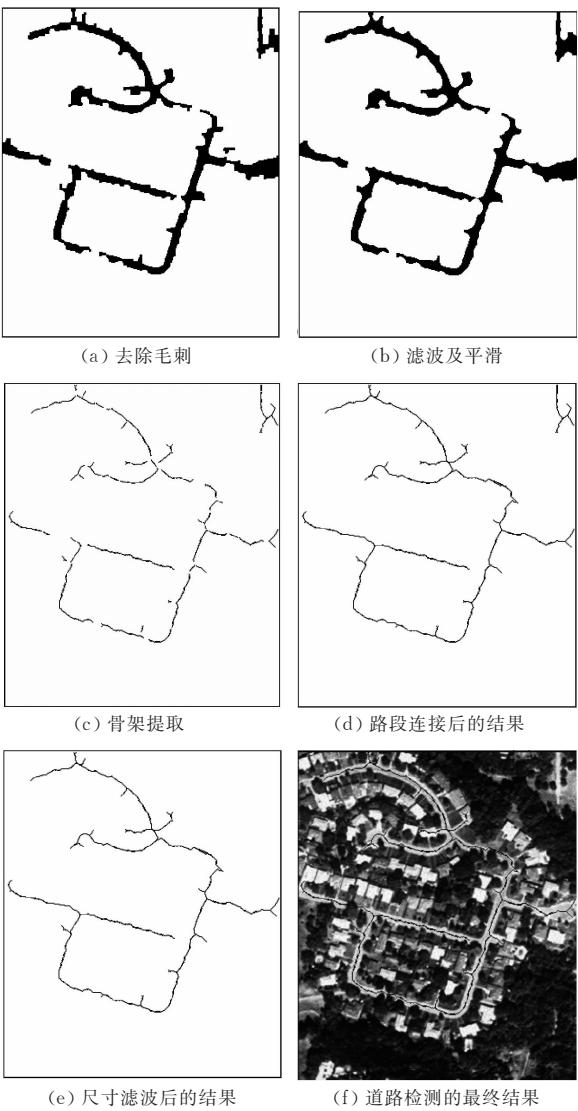 (a)去除毛刺
(b)滤波及平滑
(c)骨架提取
(d)路段连接后的结果
(e)尺寸滤波后的结果
(f)道路检测的最终结果